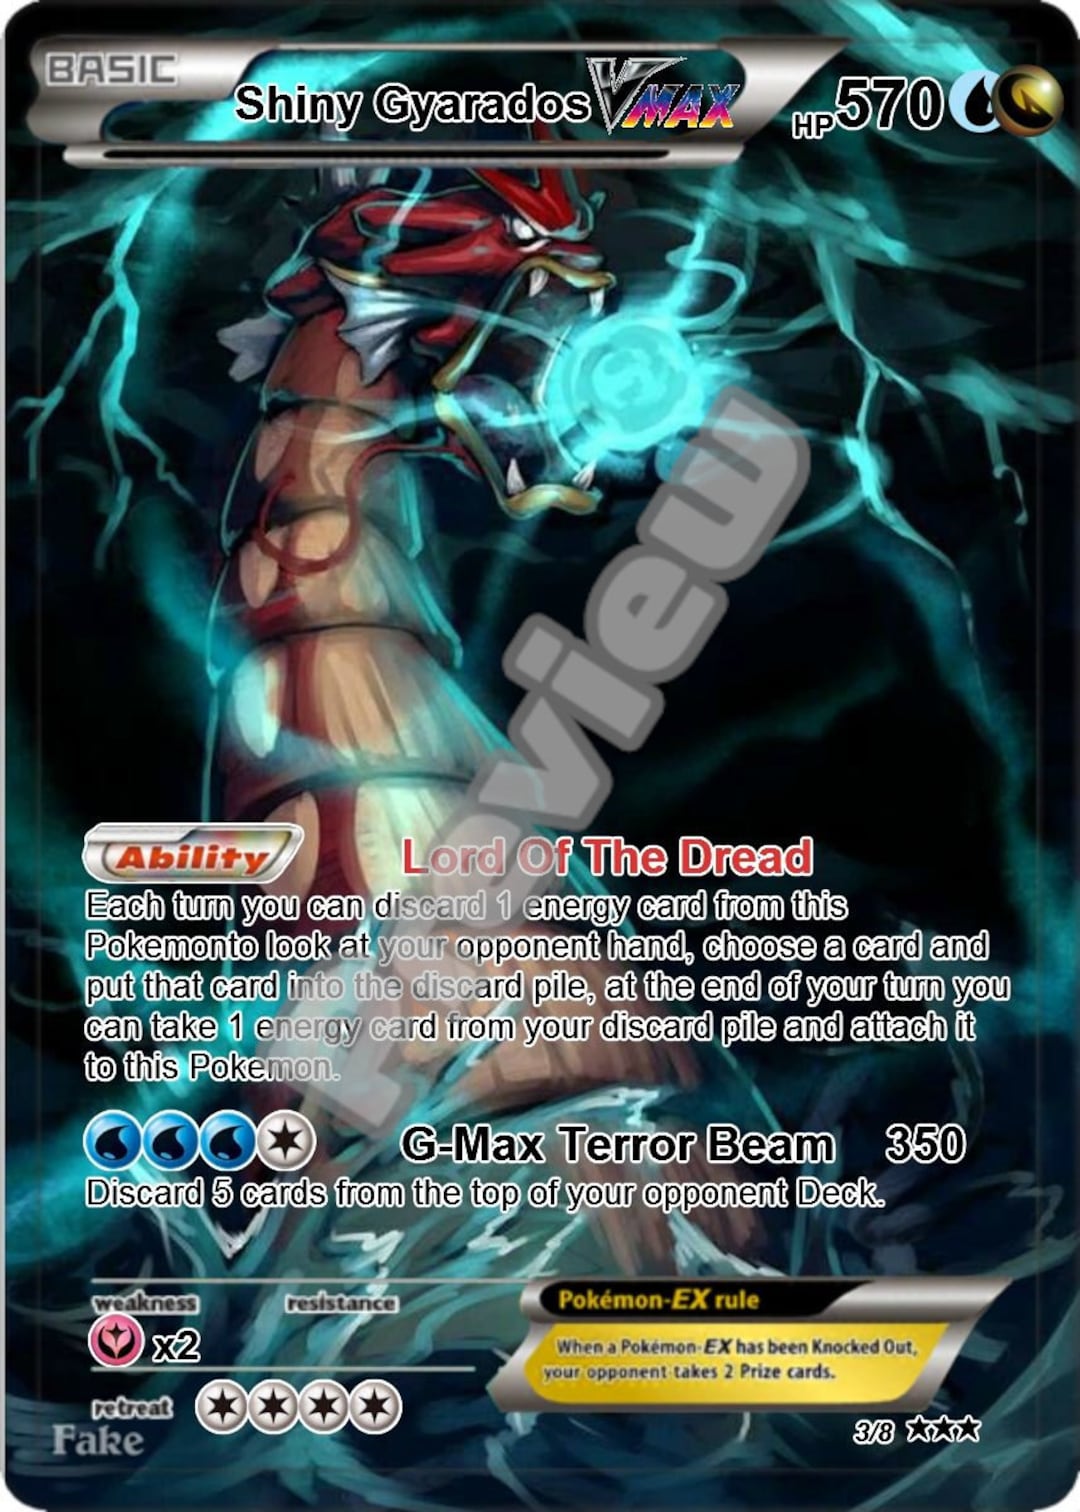 BASIC
Shiny Gyarados VMAX HP 570
Ability Lord Of The Dread
Each turn you can discard 1 energy card from this
Pokemonto look at your opponent hand, choose a card and
put that card into the discard pile, at the end of your turn you
can take 1 energy card from your discard pile and attach it
to this Pokemon.
G-Max Terror Beam 350
Discard 5 cards from the top of your opponent Deck.
weakness resistance
x2
retreat
Fake
Pokémon-EX rule
When a Pokémon-EX has been Knocked Out,
your opponent takes 2 Prize cards.
3/8 ★★★
Preview